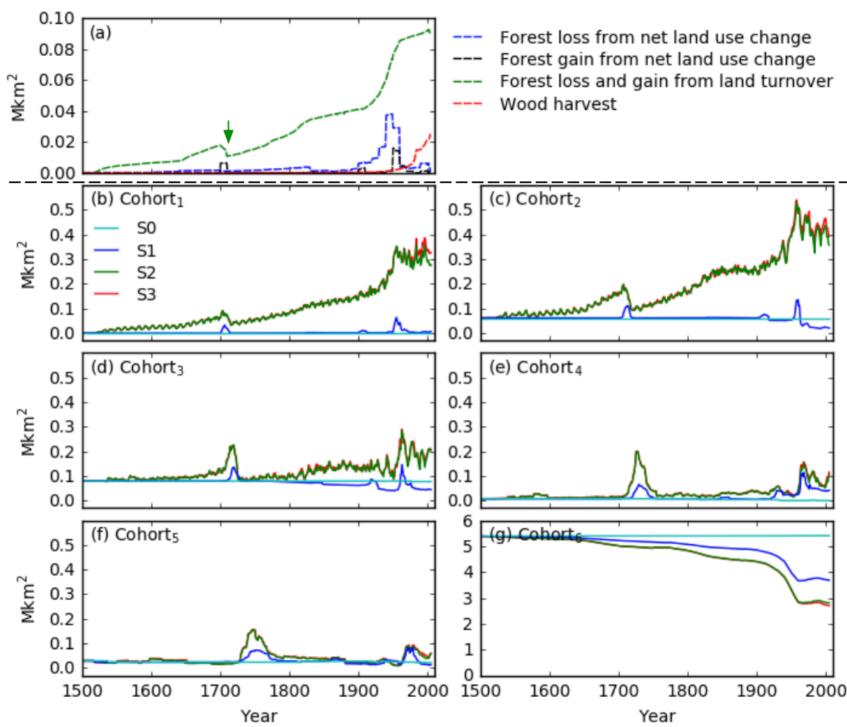 (a)
0.10
0.08
0.06
0.04
0.02
0.00
Mkm²
Forest loss from net land use change
Forest gain from net land use change
Forest loss and gain from land turnover
Wood harvest
(b) Cohort₁
S0
S1
S2
S3
0.5
0.4
0.3
0.2
0.1
0.0
Mkm²
(c) Cohort₂
0.5
0.4
0.3
0.2
0.1
0.0
(d) Cohort₃
0.5
0.4
0.3
0.2
0.1
0.0
Mkm²
(e) Cohort₄
0.5
0.4
0.3
0.2
0.1
0.0
(f) Cohort₅
0.5
0.4
0.3
0.2
0.1
0.0
Mkm²
1500 1600 1700 1800 1900 2000
Year
(g) Cohort₆
6
5
4
3
2
1
0
1500 1600 1700 1800 1900 2000
Year